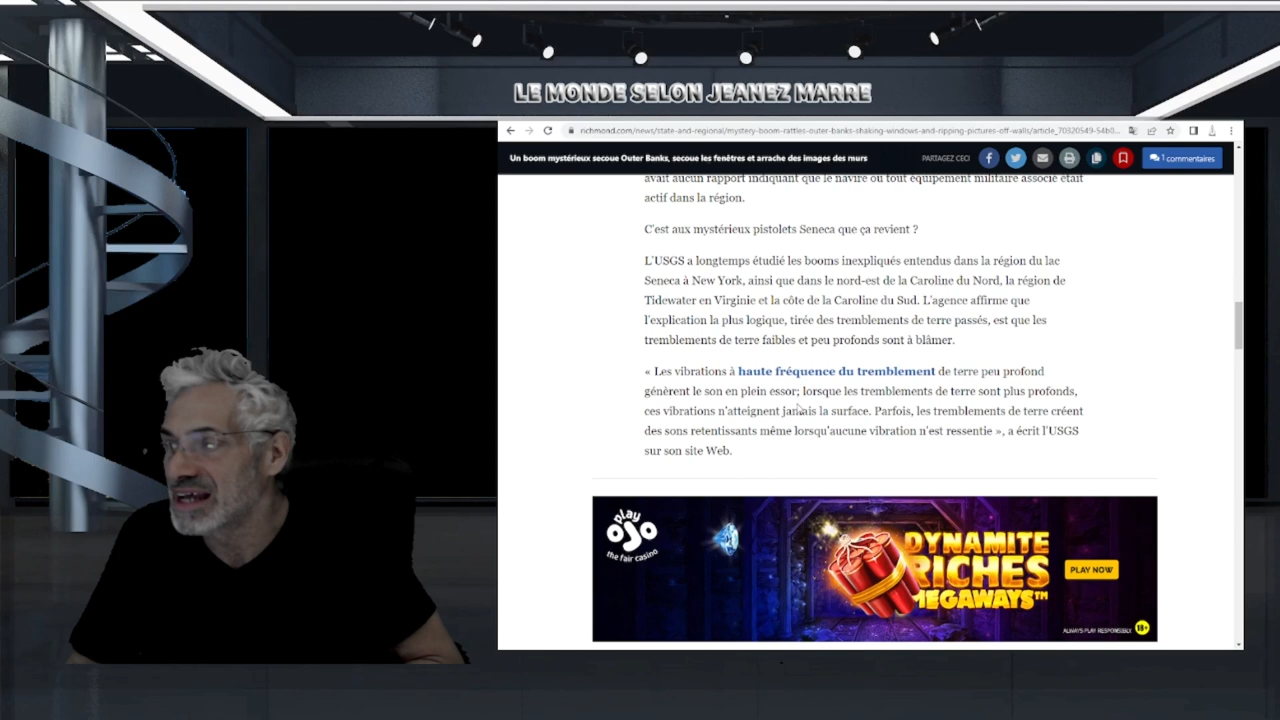 LE MONDE SELON JEANEZ MARRE
richmond.com/news/state-and-regional/mystery-boom-rattles-outer-banks-shaking-windows-and-ripping-pictures-off-walls/article_70320549-54b0...
Un boom mystérieux secoue Outer Banks, secoue les fenêtres et arrache des images des murs
PARTAGEZ CECI
1 commentaires
avait aucun rapport indiquant que le navire ou tout équipement militaire associé était
actif dans la région.
C'est aux mystérieux pistolets Seneca que ça revient ?
L'USGS a longtemps étudié les booms inexpliqués entendus dans la région du lac
Seneca à New York, ainsi que dans le nord-est de la Caroline du Nord, la région de
Tidewater en Virginie et la côte de la Caroline du Sud. L'agence affirme que
l'explication la plus logique, tirée des tremblements de terre passés, est que les
tremblements de terre faibles et peu profonds sont à blâmer.
« Les vibrations à haute fréquence du tremblement de terre peu profond
génèrent le son en plein essor; lorsque les tremblements de terre sont plus profonds,
ces vibrations n'atteignent jamais la surface. Parfois, les tremblements de terre créent
des sons retentissants même lorsqu'aucune vibration n'est ressentie », a écrit l'USGS
sur son site Web.
play
OJO
the fair casino
DYNAMITE
RICHES
MEGAWAYS™
PLAY NOW
ALWAYS PLAY RESPONSIBLY
18+